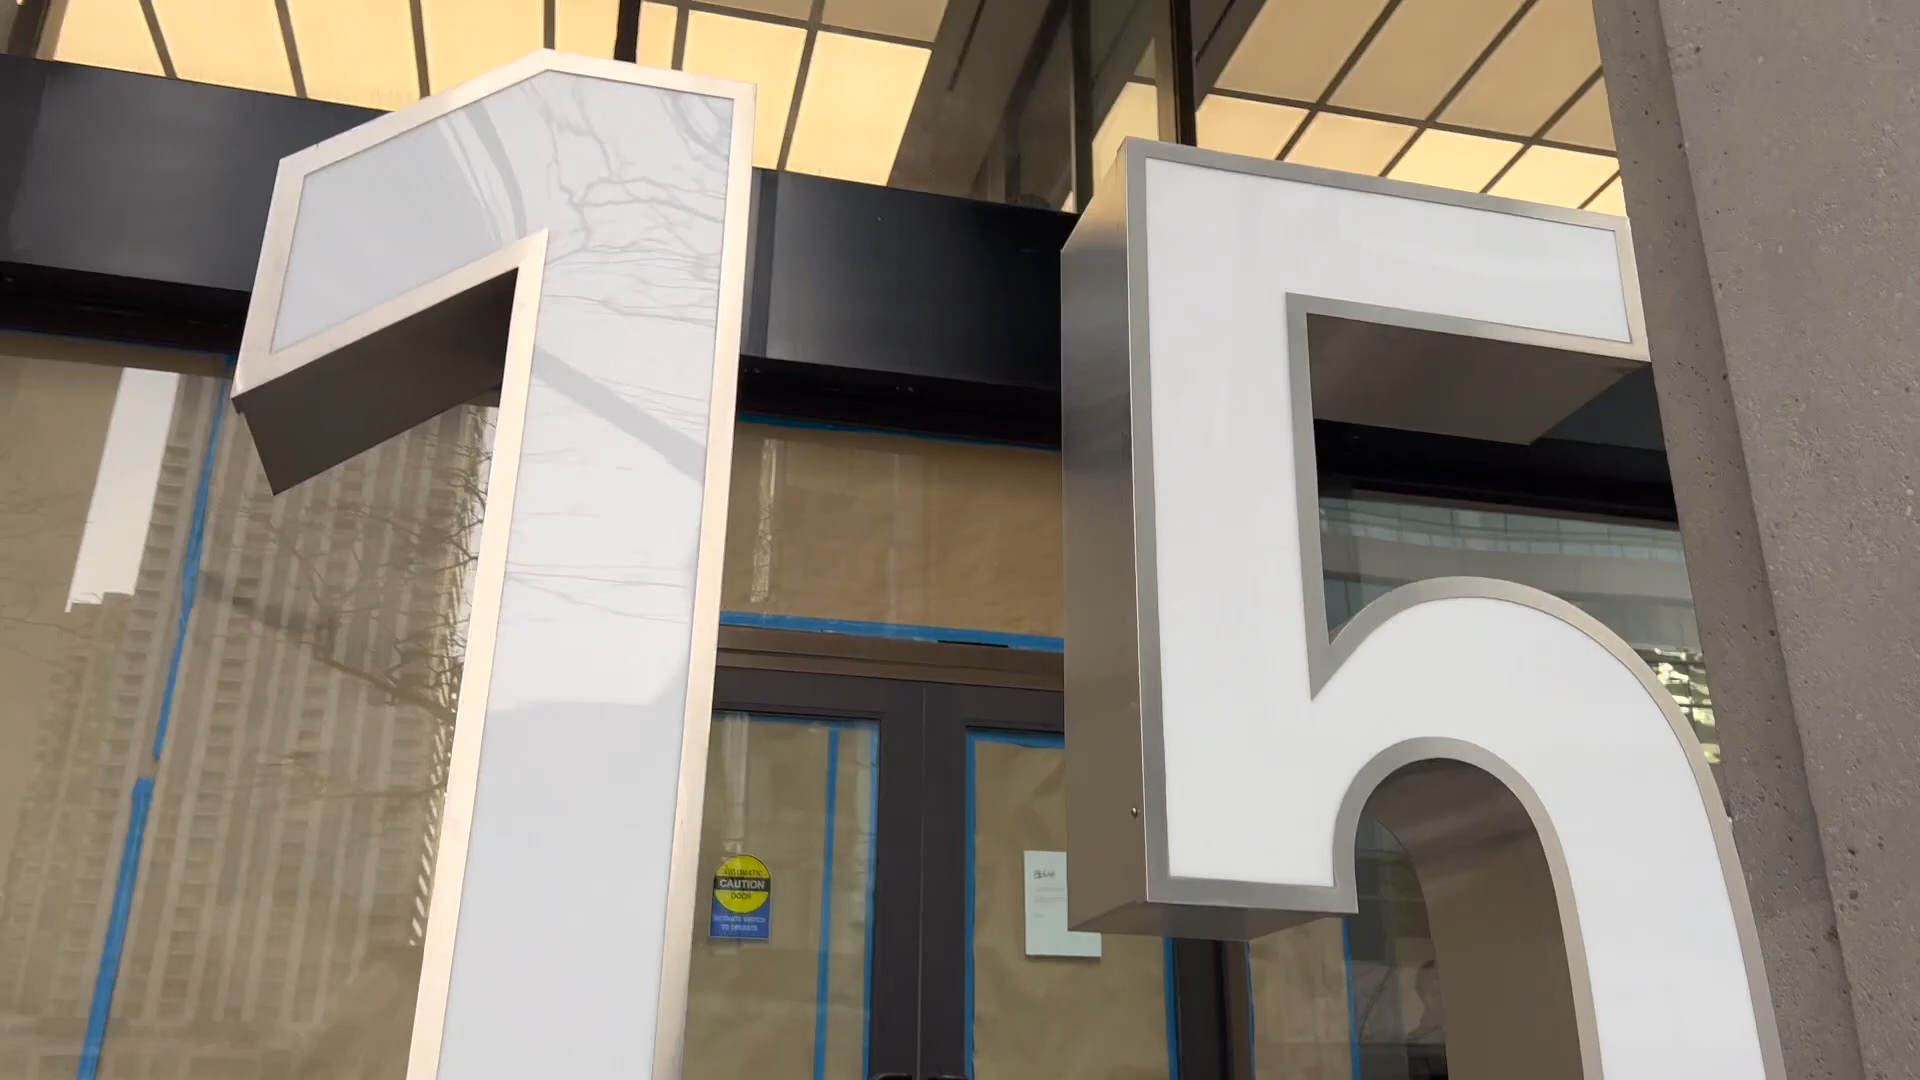 15
AUTOMATIC
CAUTION
DOOR
ACTIVATE SWITCH
TO OPERATE